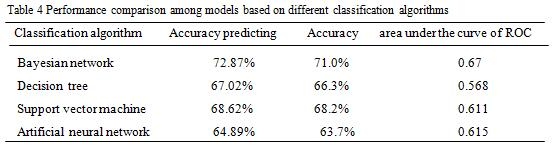 Table 4 Performance comparison among models based on different classification algorithms
Classification algorithm Accuracy predicting Accuracy area under the curve of ROC
Bayesian network 72.87% 71.0% 0.67
Decision tree 67.02% 66.3% 0.568
Support vector machine 68.62% 68.2% 0.611
Artificial neural network 64.89% 63.7% 0.615